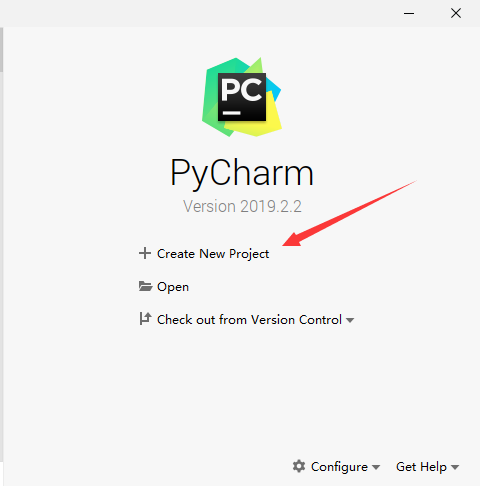 PC
PyCharm
Version 2019.2.2
Create New Project
Open
Check out from Version Control
Configure
Get Help